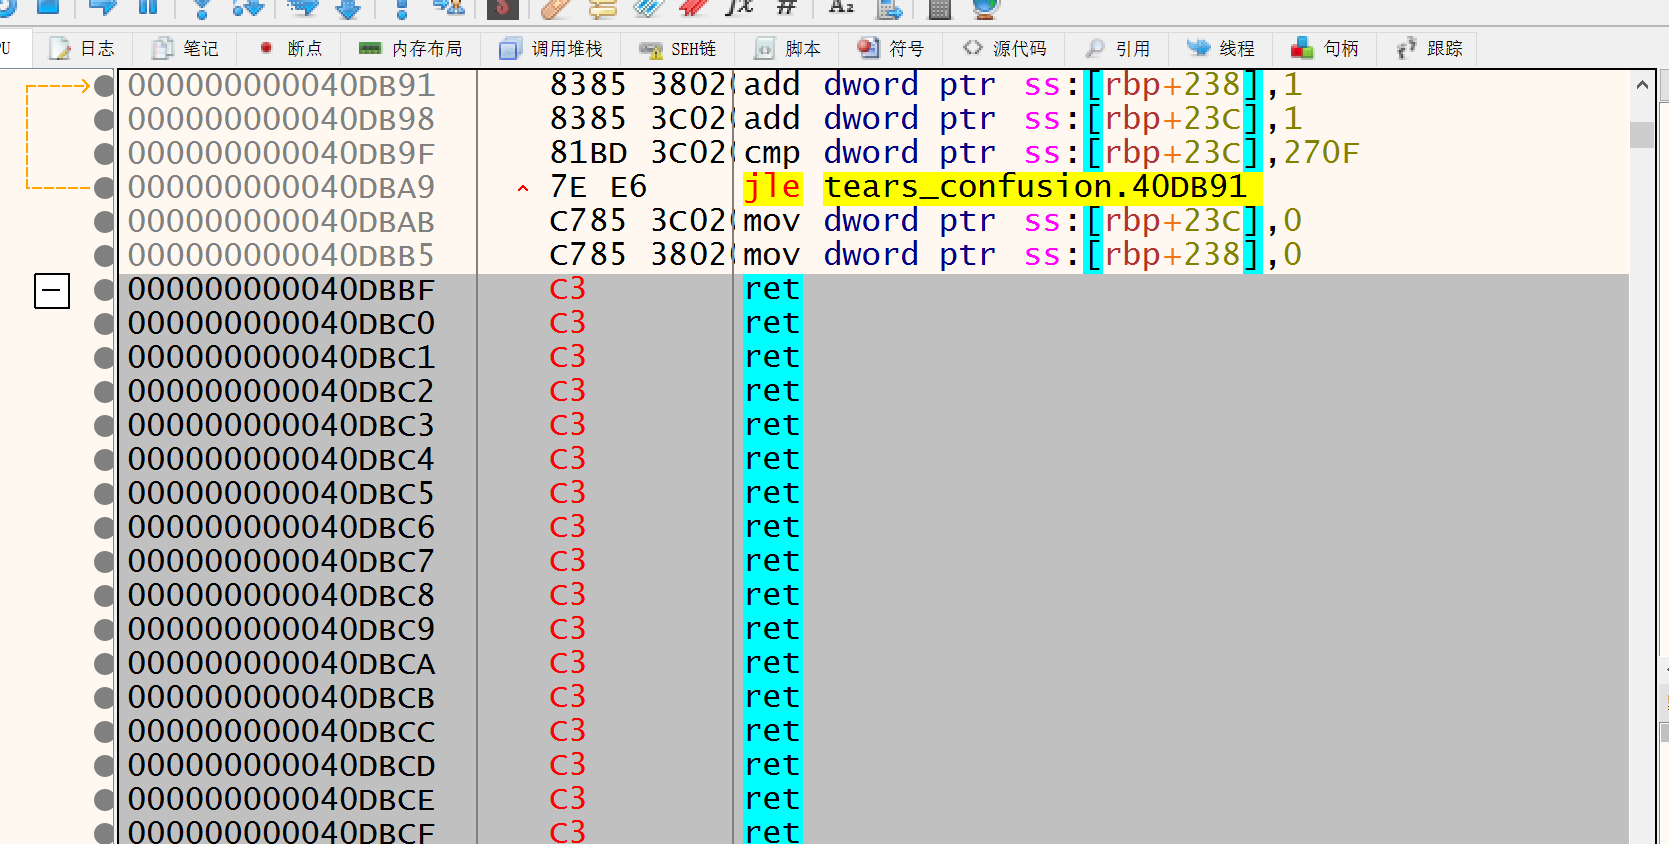 PU 日志 笔记 断点 内存布局 调用堆栈 SEH链 脚本 符号 源代码 引用 线程 句柄 跟踪
000000000040DB91 8385 3802 add dword ptr ss:[rbp+238],1
000000000040DB98 8385 3C02 add dword ptr ss:[rbp+23C],1
000000000040DB9F 81BD 3C02 cmp dword ptr ss:[rbp+23C],270F
000000000040DBA9 7E E6 jle tears_confusion.40DB91
000000000040DBAB C785 3C02 mov dword ptr ss:[rbp+23C],0
000000000040DBB5 C785 3802 mov dword ptr ss:[rbp+238],0
000000000040DBBF C3 ret
000000000040DBC0 C3 ret
000000000040DBC1 C3 ret
000000000040DBC2 C3 ret
000000000040DBC3 C3 ret
000000000040DBC4 C3 ret
000000000040DBC5 C3 ret
000000000040DBC6 C3 ret
000000000040DBC7 C3 ret
000000000040DBC8 C3 ret
000000000040DBC9 C3 ret
000000000040DBCA C3 ret
000000000040DBCB C3 ret
000000000040DBCC C3 ret
000000000040DBCD C3 ret
000000000040DBCE C3 ret
000000000040DBCF C3 ret